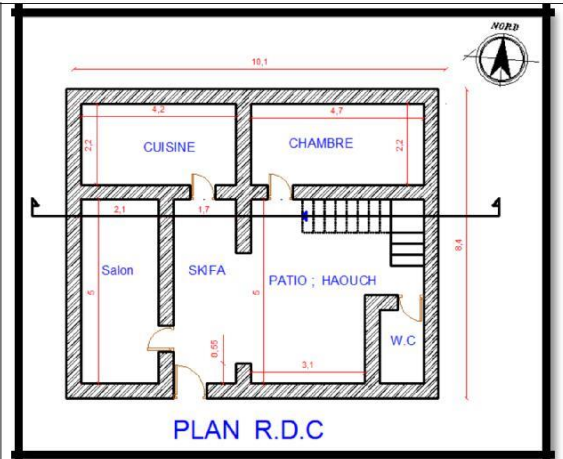 NORD
10,1
4,2
4,7
2,2
CUISINE
CHAMBRE
2,2
2,1
1,7
8,4
Salon
SKIFA
PATIO ; HAOUCH
5
5
W.C
0,55
3,1
PLAN R.D.C